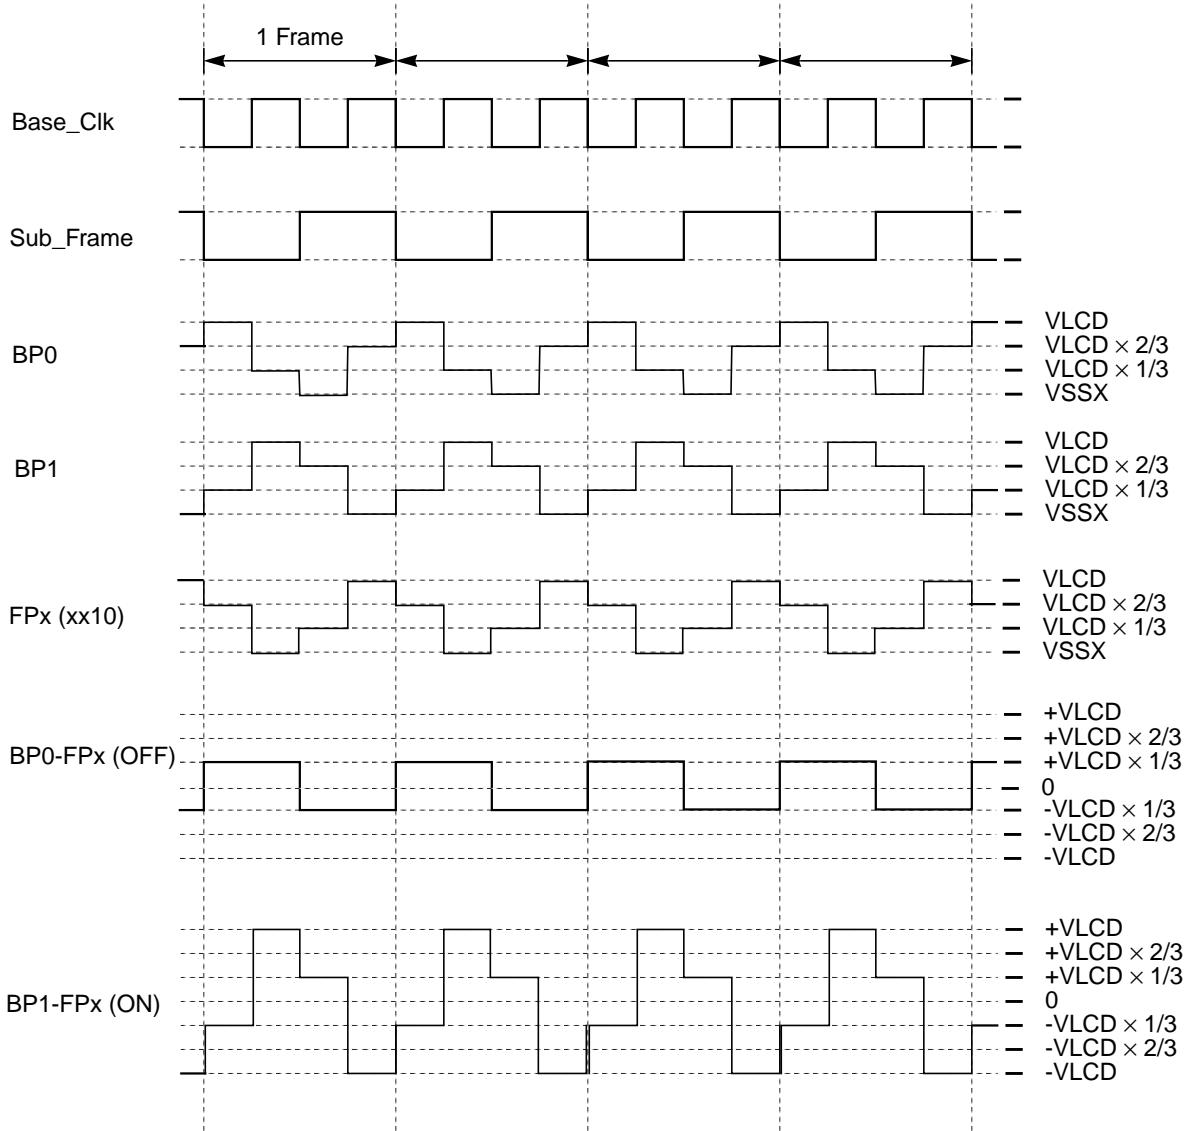 1 Frame
Base_Clk
Sub_Frame
BP0
VLCD
VLCD × 2/3
VLCD × 1/3
VSSX
BP1
VLCD
VLCD × 2/3
VLCD × 1/3
VSSX
FPx (xx10)
VLCD
VLCD × 2/3
VLCD × 1/3
VSSX
BP0-FPx (OFF)
+VLCD
+VLCD × 2/3
+VLCD × 1/3
0
-VLCD × 1/3
-VLCD × 2/3
-VLCD
BP1-FPx (ON)
+VLCD
+VLCD × 2/3
+VLCD × 1/3
0
-VLCD × 1/3
-VLCD × 2/3
-VLCD